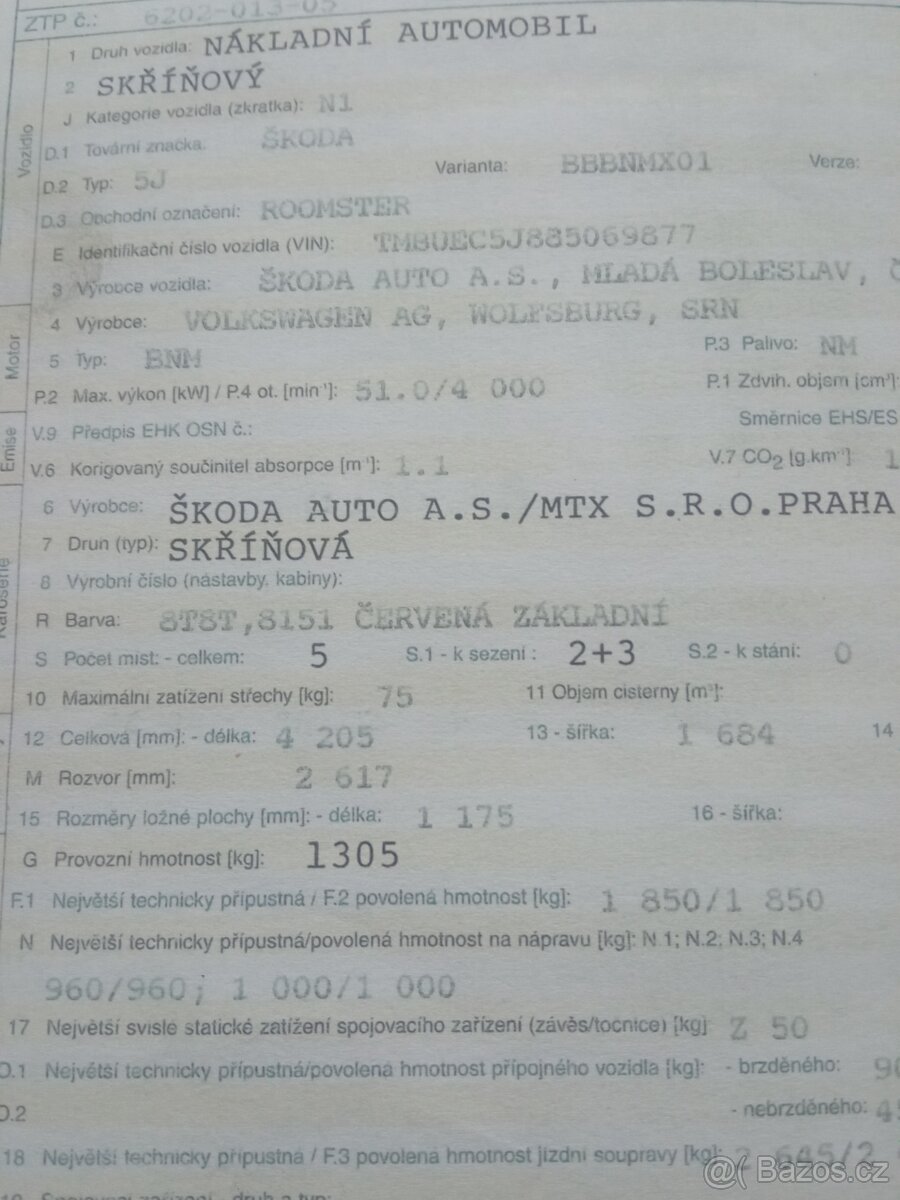 ZTP č.: 6202-013-05
1 Druh vozidla: NÁKLADNÍ AUTOMOBIL
2 SKŘÍŇOVÝ
J Kategorie vozidla (zkratka): N1
Vozidlo
D.1 Tovární značka: ŠKODA
D.2 Typ: 5J Varianta: BBBNMX01 Verze:
D.3 Obchodní označení: ROOMSTER
E Identifikační číslo vozidla (VIN): TMBUEC5J885069877
3 Výrobce vozidla: ŠKODA AUTO A.S., MLADÁ BOLESLAV, Č
4 Výrobce: VOLKSWAGEN AG, WOLFSBURG, SRN
Motor
5 Typ: BNM P.3 Palivo: NM
P.2 Max. výkon [kW] / P.4 ot. [min⁻¹]: 51.0/4 000 P.1 Zdvih. objem [cm³]:
V.9 Předpis EHK OSN č.: Směrnice EHS/ES
Emise
V.6 Korigovaný součinitel absorpce [m⁻¹]: 1.1 V.7 CO₂ [g.km⁻¹] 1
6 Výrobce: ŠKODA AUTO A.S./MTX S.R.O.PRAHA
7 Druh (typ): SKŘÍŇOVÁ
8 Výrobní číslo (nástavby, kabiny):
Karoserie
R Barva: 8T8T,8151 ČERVENÁ ZÁKLADNÍ
S Počet míst: - celkem: 5 S.1 - k sezení : 2+3 S.2 - k stání: 0
10 Maximální zatížení střechy [kg]: 75 11 Objem cisterny [m³]:
12 Celková [mm]: - délka: 4 205 13 - šířka: 1 684 14
M Rozvor [mm]: 2 617
15 Rozměry ložné plochy [mm]: - délka: 1 175 16 - šířka:
G Provozní hmotnost [kg]: 1305
F.1 Největší technicky přípustná / F.2 povolená hmotnost [kg]: 1 850/1 850
N Největší technicky přípustná/povolená hmotnost na nápravu [kg]: N.1; N.2; N.3; N.4
960/960; 1 000/1 000
17 Největší svislé statické zatížení spojovacího zařízení (závěs/točnice) [kg] Z 50
O.1 Největší technicky přípustná/povolená hmotnost přípojného vozidla [kg]: - brzděného: 90
O.2 - nebrzděného: 45
18 Největší technicky přípustná / F.3 povolená hmotnost jízdní soupravy [kg] 2 645/2
@( Bazos.cz